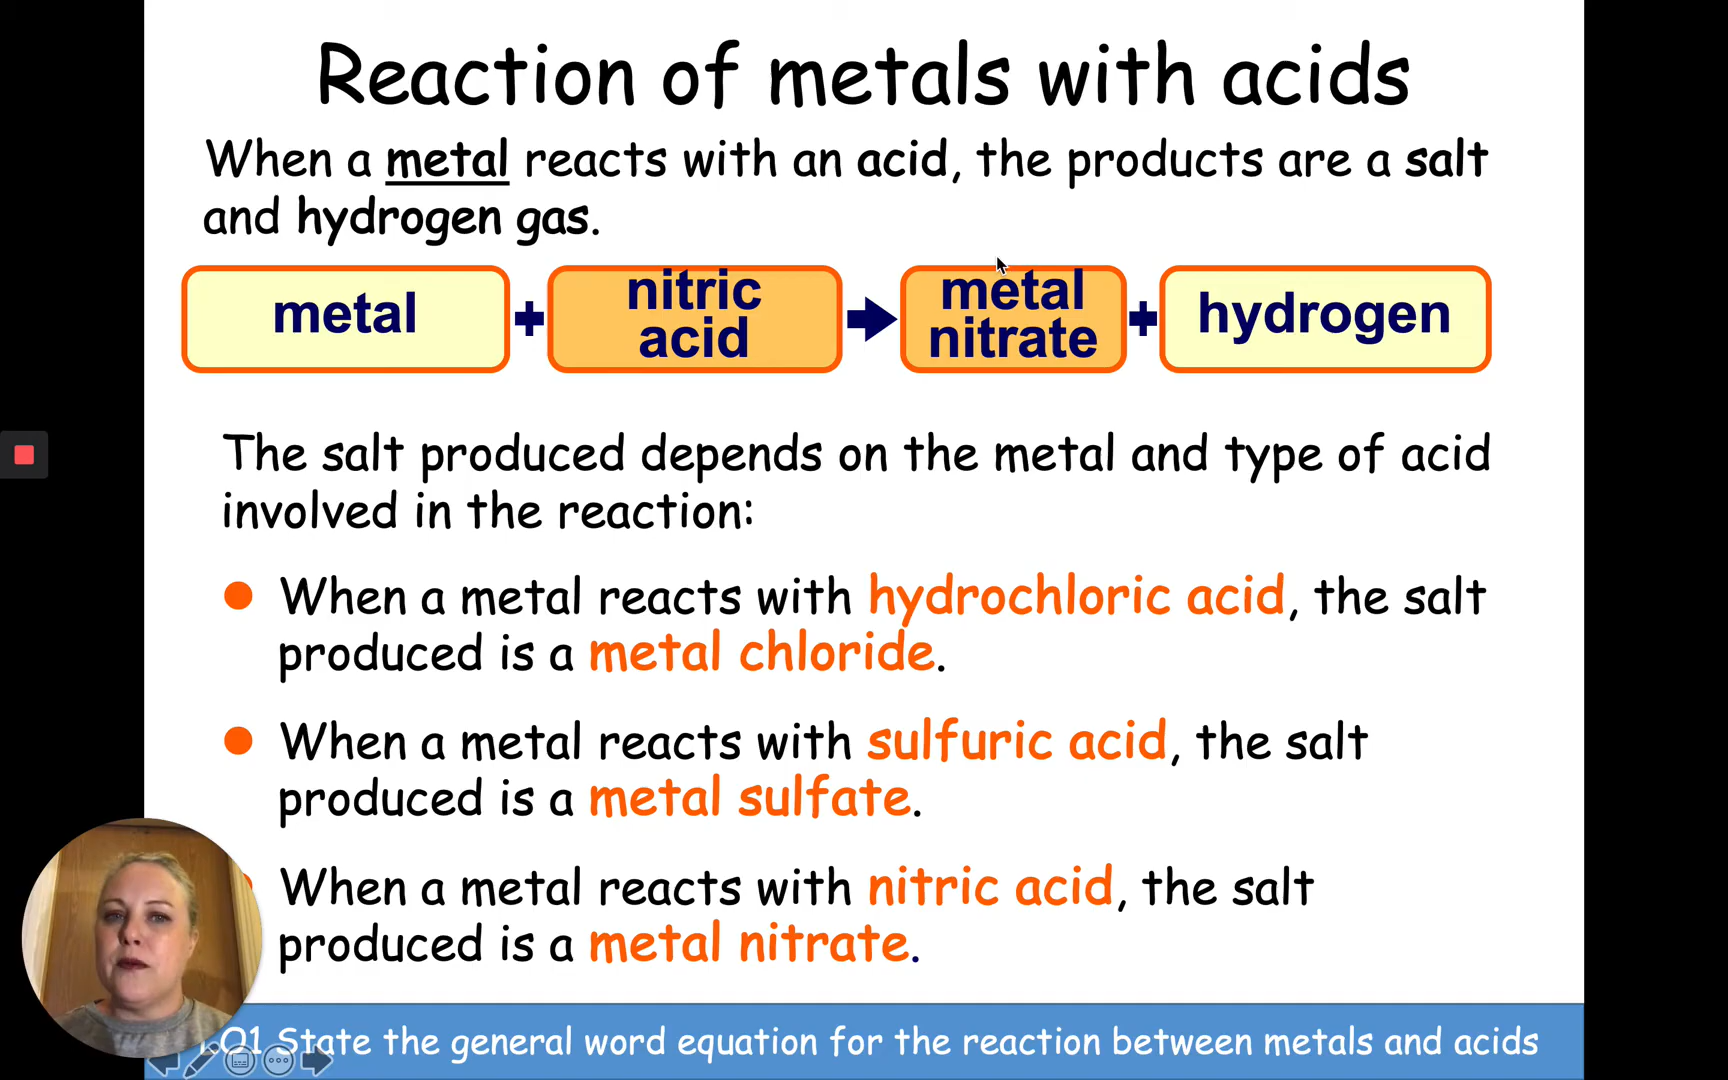 Reaction of metals with acids
When a metal reacts with an acid, the products are a salt
and hydrogen gas.
metal + nitric acid → metal nitrate + hydrogen
The salt produced depends on the metal and type of acid
involved in the reaction:
When a metal reacts with hydrochloric acid, the salt
produced is a metal chloride.
When a metal reacts with sulfuric acid, the salt
produced is a metal sulfate.
When a metal reacts with nitric acid, the salt
produced is a metal nitrate.
LO1 State the general word equation for the reaction between metals and acids